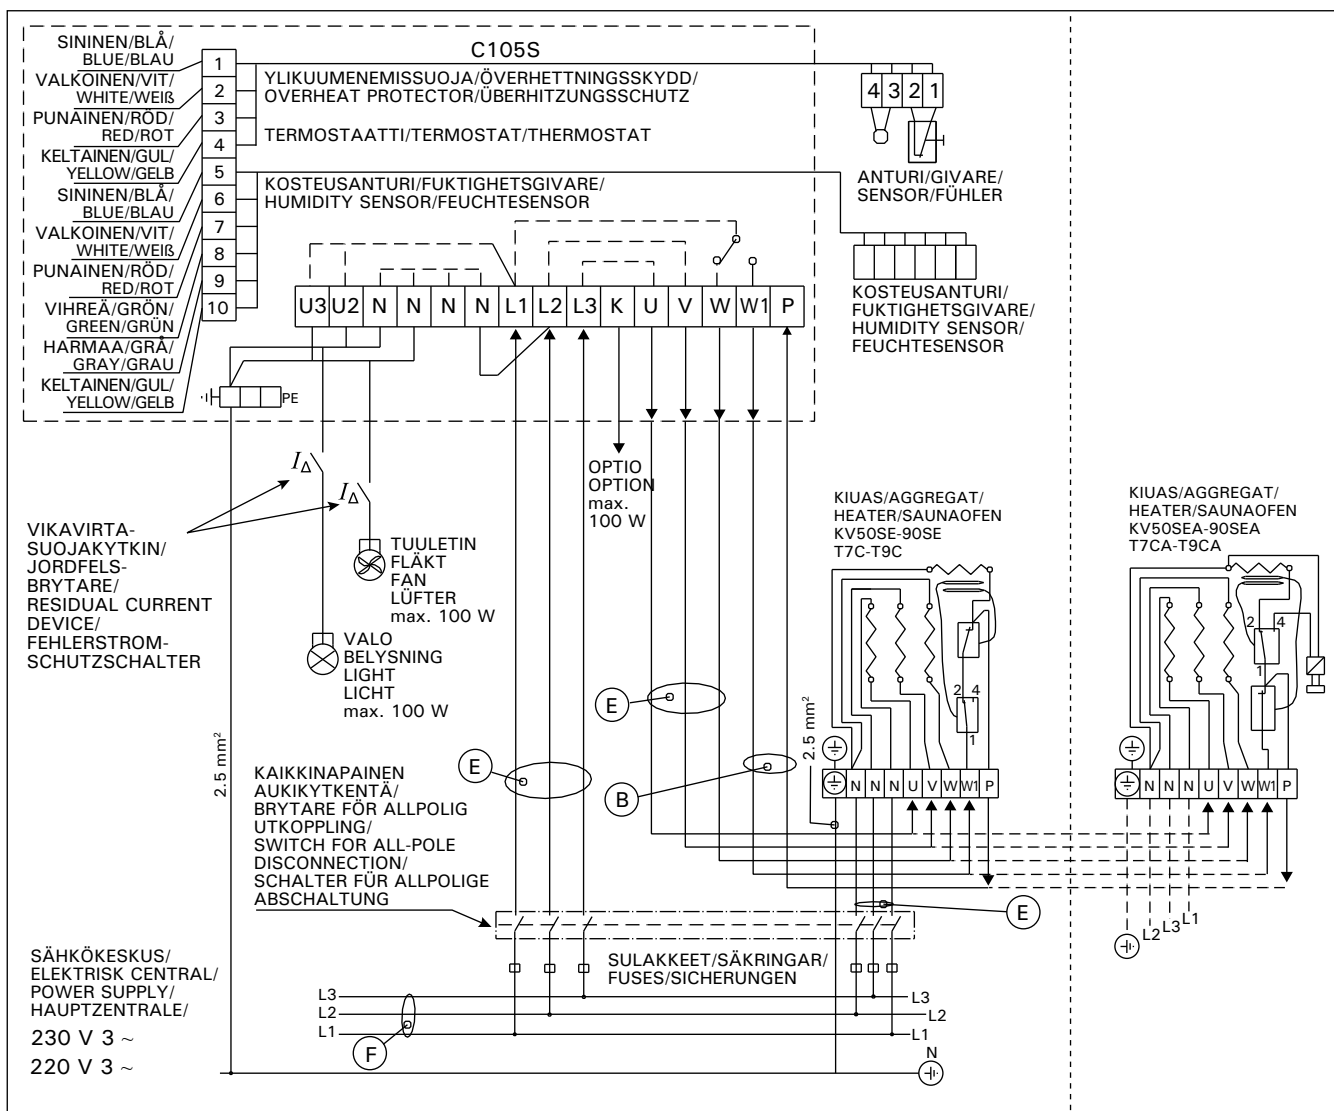 SININEN/BLÅ/
BLUE/BLAU
VALKOINEN/VIT/
WHITE/WEIß
PUNAINEN/RÖD/
RED/ROT
KELTAINEN/GUL/
YELLOW/GELB
SININEN/BLÅ/
BLUE/BLAU
VALKOINEN/VIT/
WHITE/WEIß
PUNAINEN/RÖD/
RED/ROT
VIHREÄ/GRÖN/
GREEN/GRÜN
HARMAA/GRÅ/
GRAY/GRAU
KELTAINEN/GUL/
YELLOW/GELB
1
2
3
4
5
6
7
8
9
10
C105S
YLIKUUMENEMISSUOJA/ÖVERHETTNINGSSKYDD/
OVERHEAT PROTECTOR/ÜBERHITZUNGSSCHUTZ
TERMOSTAATTI/TERMOSTAT/THERMOSTAT
KOSTEUSANTURI/FUKTIGHETSGIVARE/
HUMIDITY SENSOR/FEUCHTESENSOR
4 3 2 1
ANTURI/GIVARE/
SENSOR/FÜHLER
KOSTEUSANTURI/
FUKTIGHETSGIVARE/
HUMIDITY SENSOR/
FEUCHTESENSOR
U3 U2 N N N N L1 L2 L3 K U V W W1 P
PE
OPTIO
OPTION
max.
100 W
I∆
I∆
VIKAVIRTA-
SUOJAKYTKIN/
JORDFELS-
BRYTARE/
RESIDUAL CURRENT
DEVICE/
FEHLERSTROM-
SCHUTZSCHALTER
TUULETIN
FLÄKT
FAN
LÜFTER
max. 100 W
VALO
BELYSNING
LIGHT
LICHT
max. 100 W
KIUAS/AGGREGAT/
HEATER/SAUNAOFEN
KV50SE-90SE
T7C-T9C
2 4
1
KIUAS/AGGREGAT/
HEATER/SAUNAOFEN
KV50SEA-90SEA
T7CA-T9CA
2 4
1
E
E
B
2.5 mm²
2.5 mm²
N N N U V W W1 P
N N N U V W W1 P
KAIKKINAPAINEN
AUKIKYTKENTÄ/
BRYTARE FÖR ALLPOLIG
UTKOPPLING/
SWITCH FOR ALL-POLE
DISCONNECTION/
SCHALTER FÜR ALLPOLIGE
ABSCHALTUNG
E
L2 L3 L1
SULAKKEET/SÄKRINGAR/
FUSES/SICHERUNGEN
SÄHKÖKESKUS/
ELEKTRISK CENTRAL/
POWER SUPPLY/
HAUPTZENTRALE/
230 V 3 ~
220 V 3 ~
L3
L2
L1
L3
L2
L1
F
N